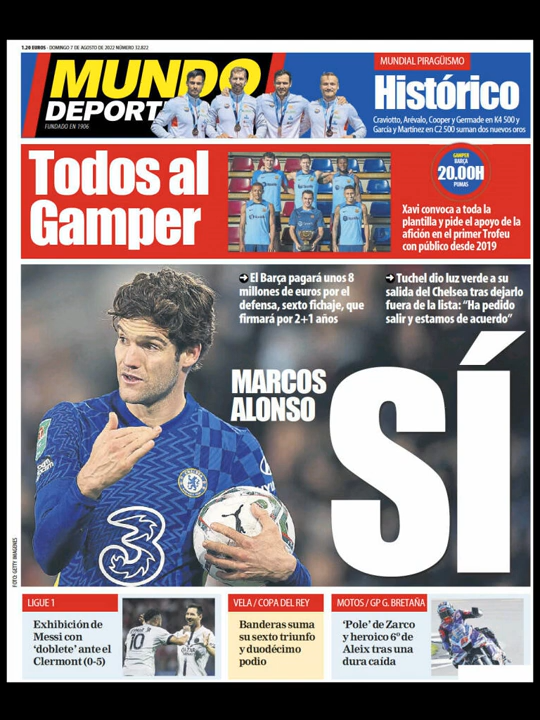 1.20 EUROS - DOMINGO 7 DE AGOSTO DE 2022 NÚMERO 32.822
MUNDO
DEPORT
FUNDADO EN 1906
MUNDIAL PIRAGÜISMO
Histórico
Craviotto, Arévalo, Cooper y Germade en K4 500 y
García y Martínez en C2 500 suman dos nuevos oros
Todos al
Gamper
GAMPER
BARÇA
20.00H
PUMAS
Xavi convoca a toda la
plantilla y pide el apoyo de la
afición en el primer Trofeu
con público desde 2019
El Barça pagará unos 8
millones de euros por el
defensa, sexto fichaje, que
firmará por 2+1 años
Tuchel dio luz verde a su
salida del Chelsea tras dejarlo
fuera de la lista: “Ha pedido
salir y estamos de acuerdo”
MARCOS
ALONSO
SÍ
3
FOTO: GETTY IMAGENES
LIGUE 1
Exhibición de
Messi con
‘doblete’ ante el
Clermont (0-5)
10
VELA / COPA DEL REY
Banderas suma
su sexto triunfo
y duodécimo
podio
MOTOS / GP G. BRETAÑA
‘Pole’ de Zarco
y heroico 6º de
Aleix tras una
dura caída